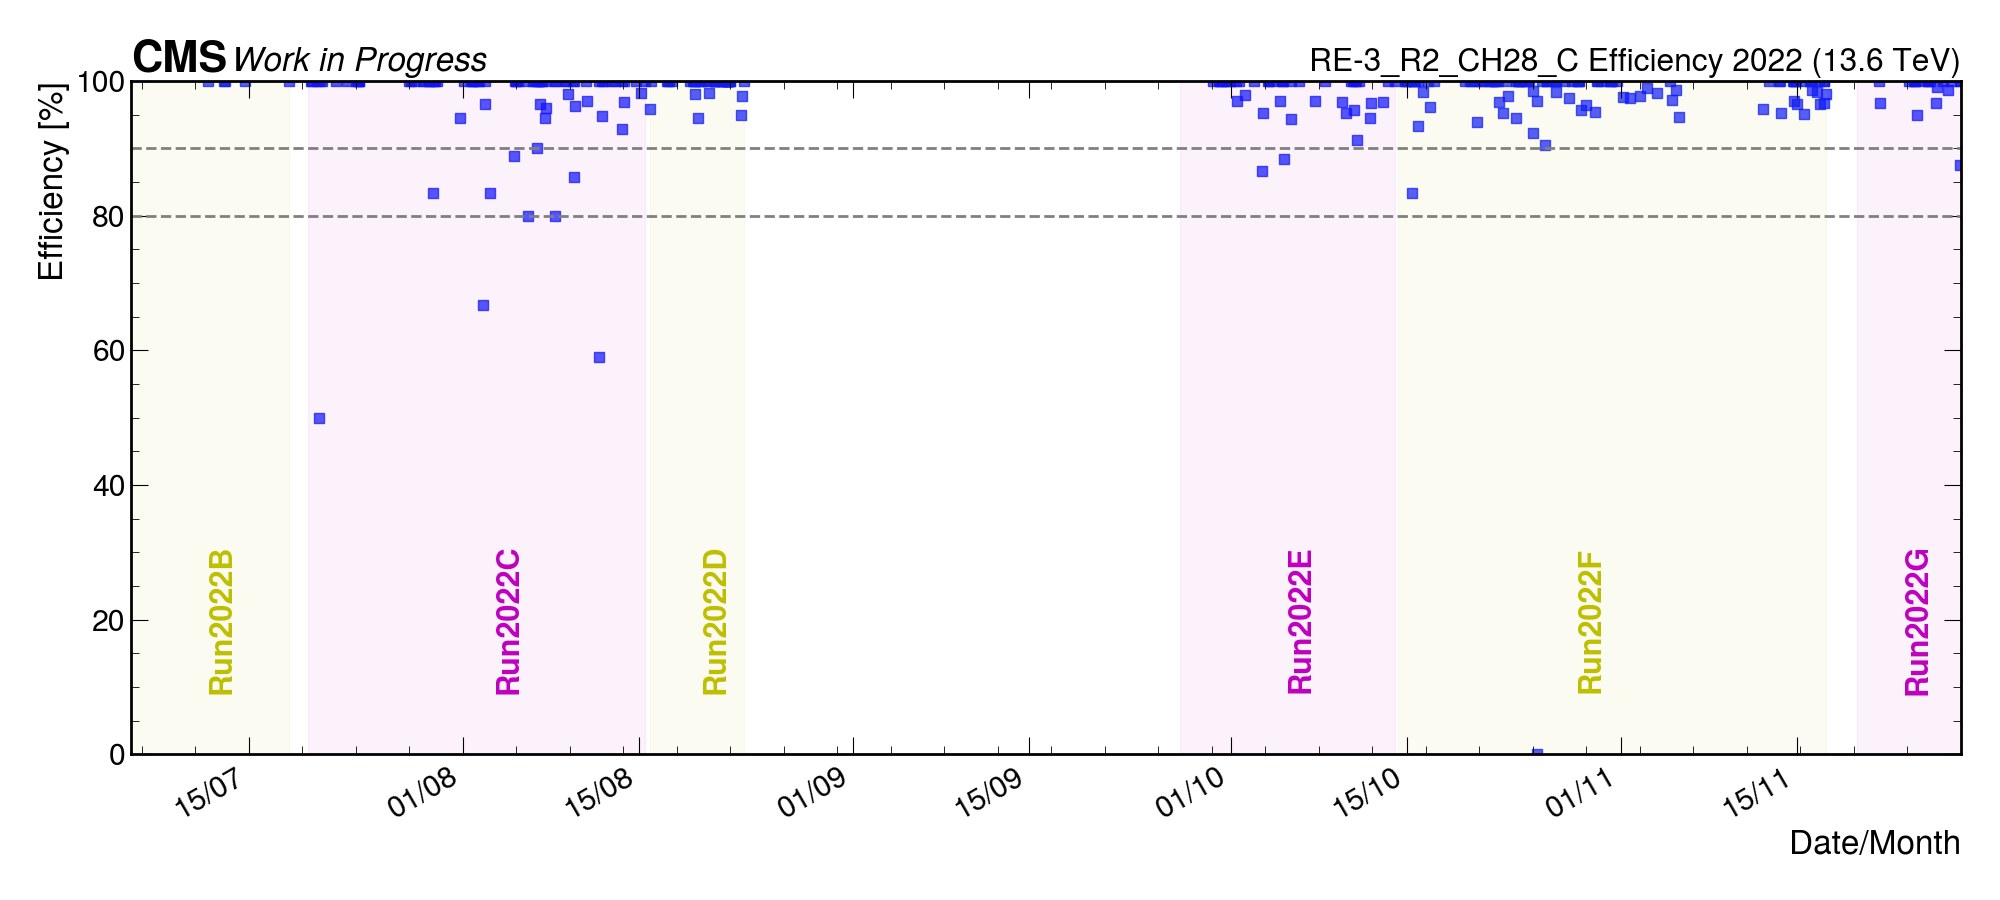 CMS Work in Progress
RE-3_R2_CH28_C Efficiency 2022 (13.6 TeV)
Efficiency [%]
100
80
60
40
20
0
Run2022B
Run2022C
Run2022D
Run2022E
Run2022F
Run2022G
15/07
01/08
15/08
01/09
15/09
01/10
15/10
01/11
15/11
Date/Month